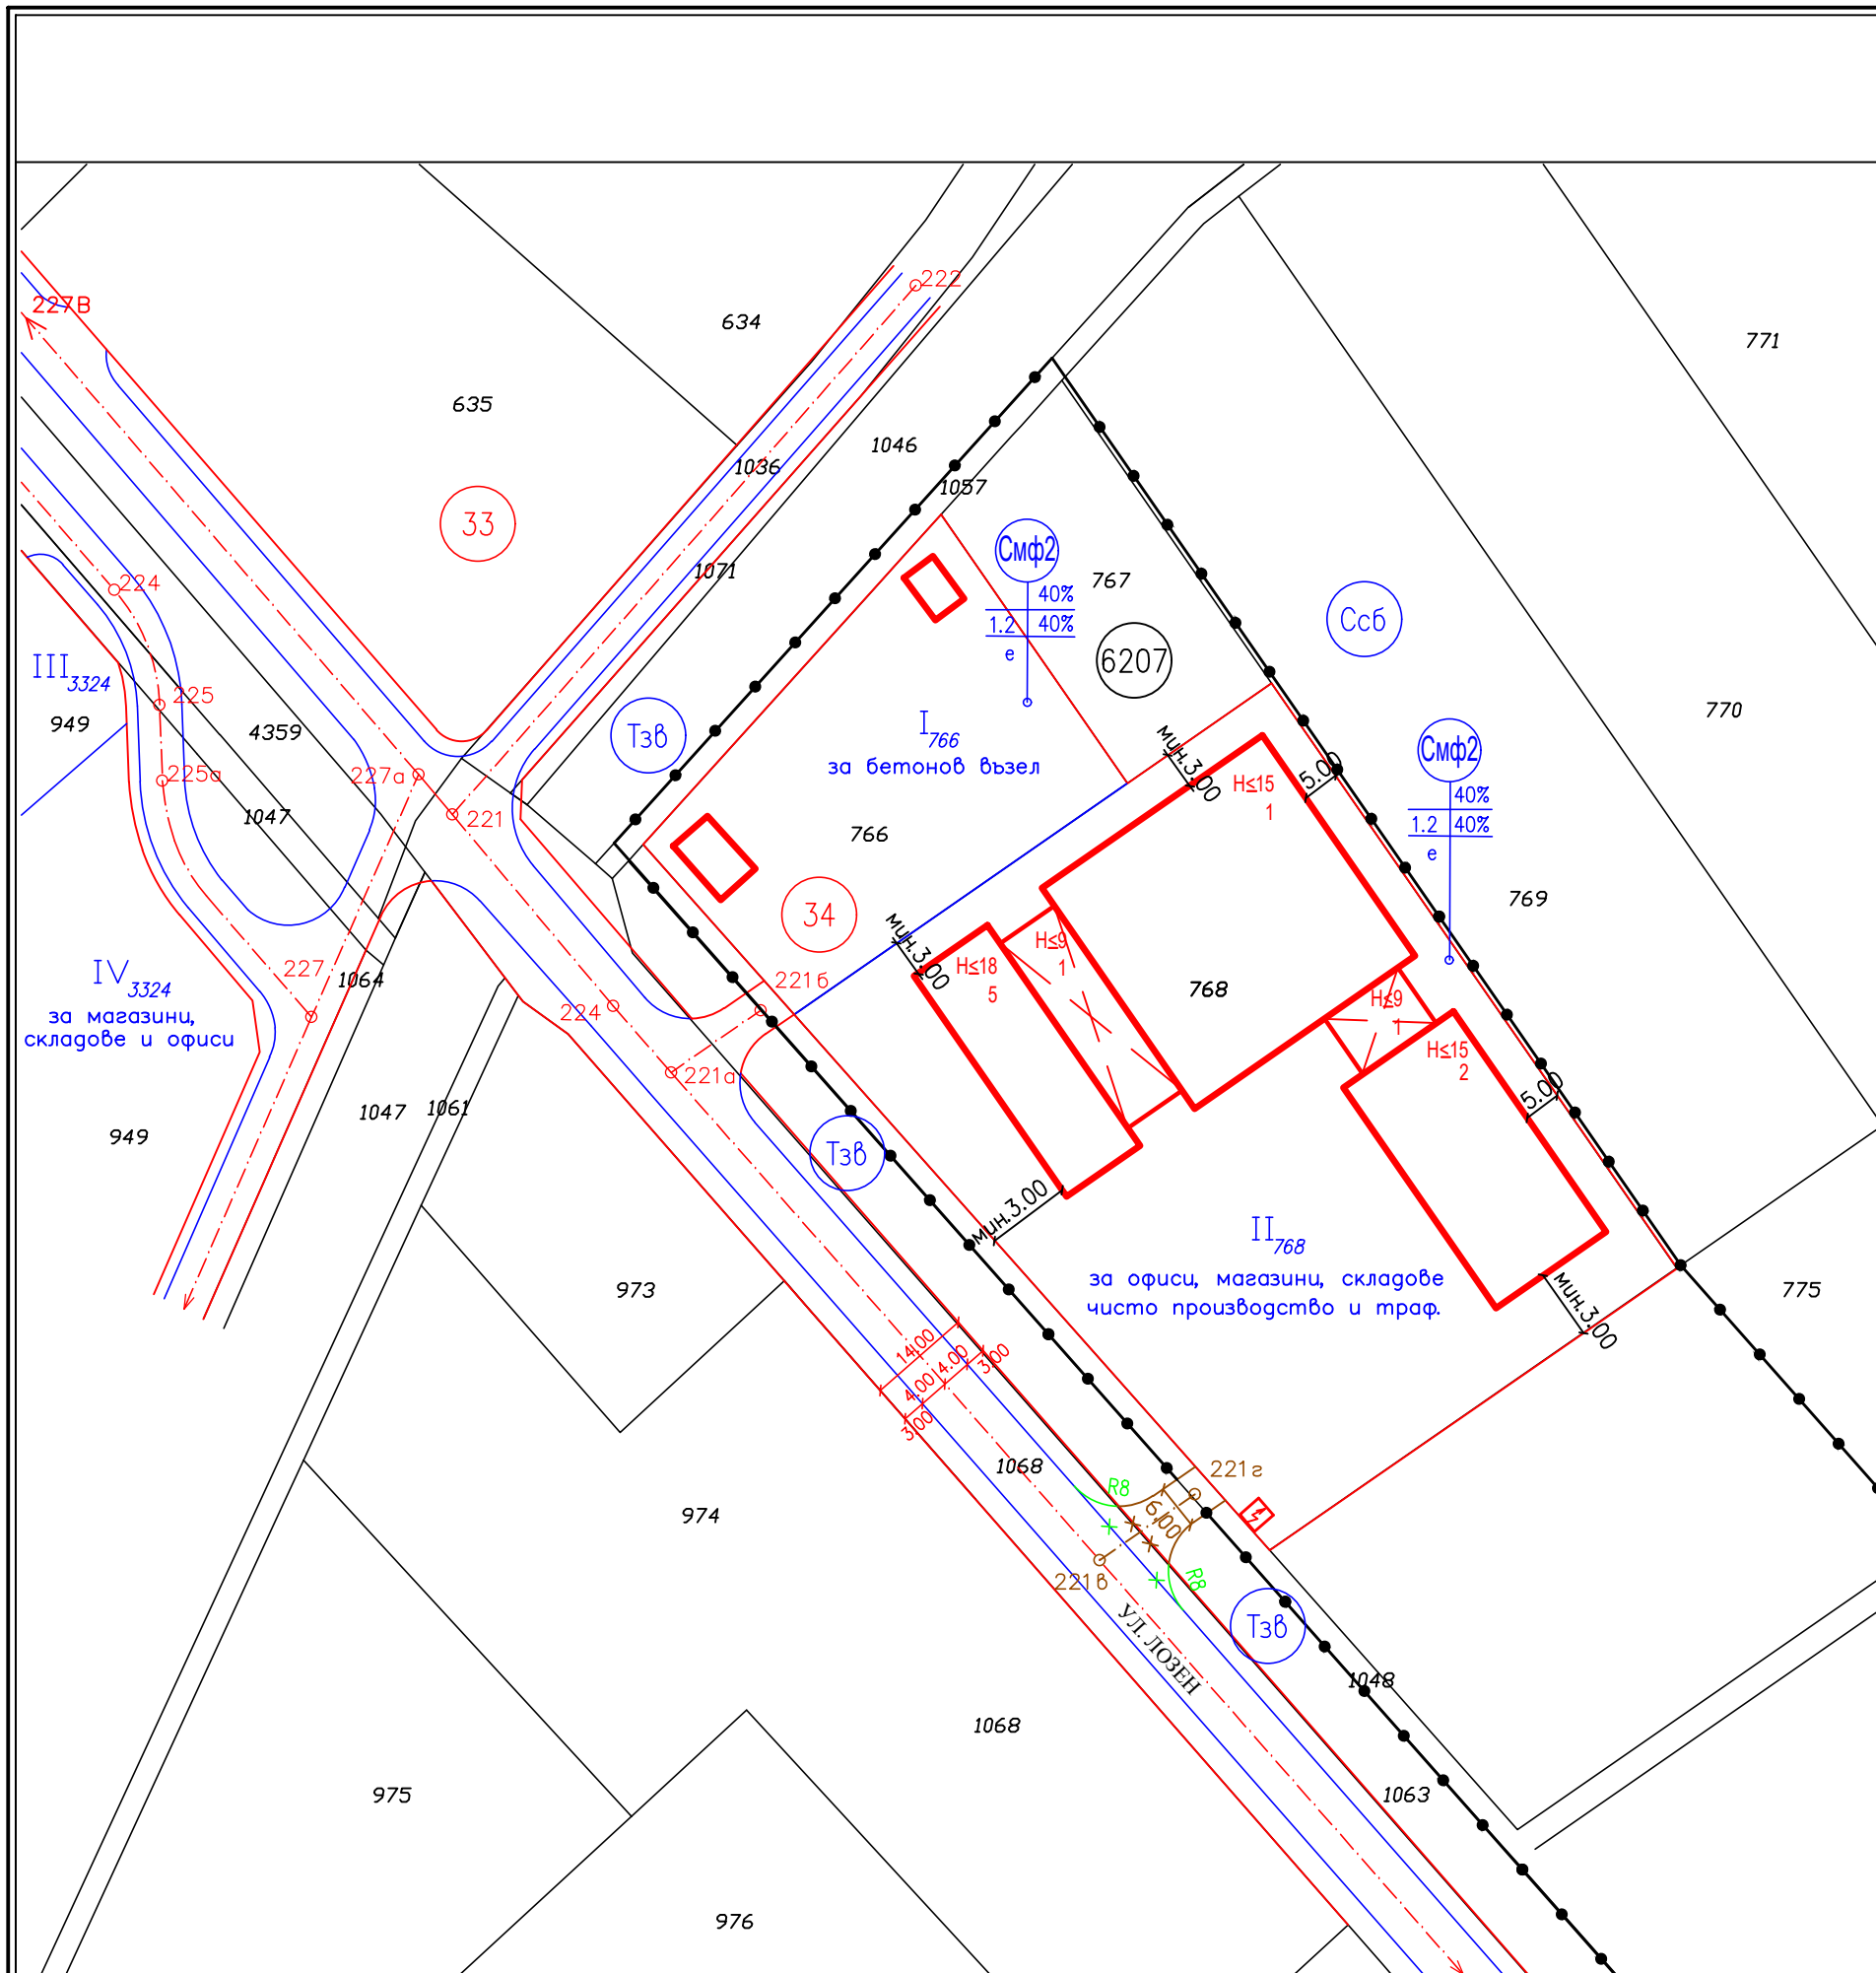 222
227В
634
771
635
1046
1036
1057
33
Смф2
1071
767
40%
224
1.2 40%
Ссб
е
6207
III3324
225
949
4359
Тзв
I766
770
за бетонов възел
мин.3.00
Смф2
5.00
225а
227а
H≤15
1
40%
1047
221
766
1.2 40%
е
769
34
H≤9
1
мин.3.00
H≤18
5
IV3324
227
1064
221б
768
H≤9
1
за магазини,
складове и офиси
224
H≤15
2
221а
5.00
1047
1061
949
Тзв
мин.3.00
II768
за офиси, магазини, складове
чисто производство и траф.
973
775
мин.3.00
14.00
4.00
3.00
4.00
3.00
1068
221г
974
R8
6.00
221в
R8
УЛ. ЛОЗЕН
Тзв
1048
1068
975
1063
976